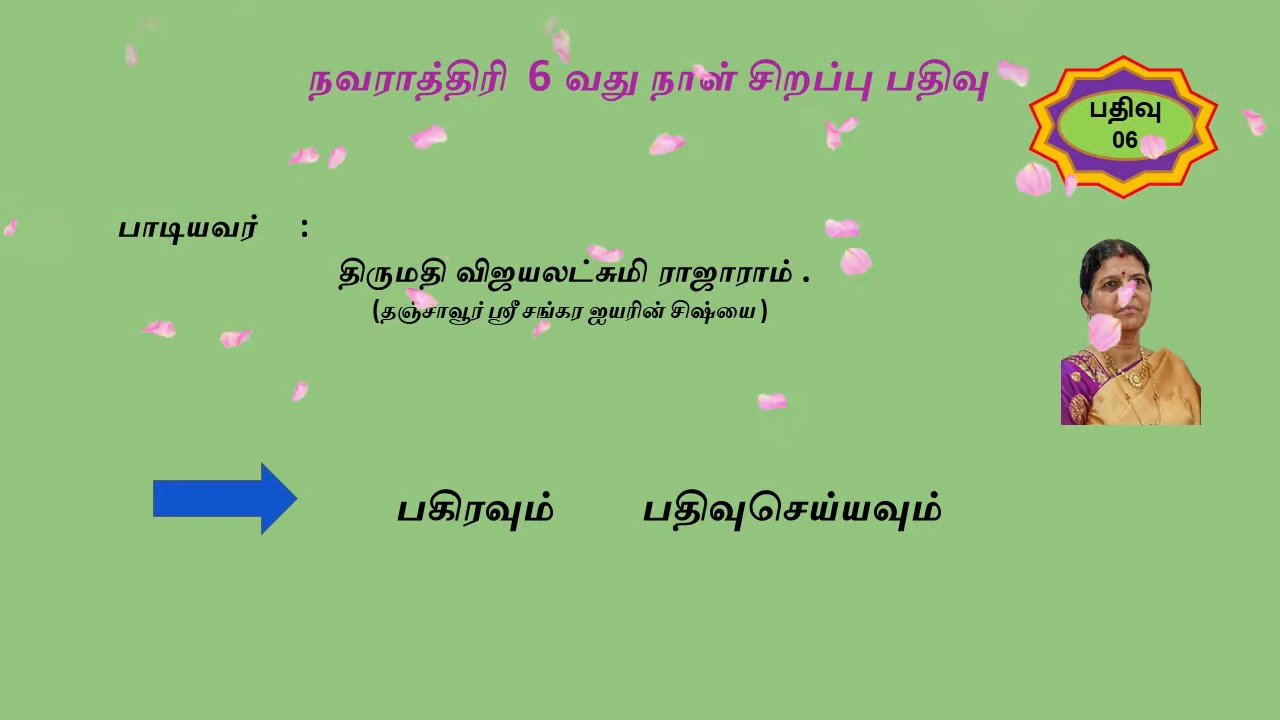 நவராத்திரி 6 வது நாள் சிறப்பு பதிவு
பதிவு
06
பாடியவர் :
திருமதி விஜயலட்சுமி ராஜாராம் .
(தஞ்சாவூர் ஸ்ரீ சங்கர ஐயரின் சிஷ்யை )
பகிரவும் பதிவுசெய்யவும்